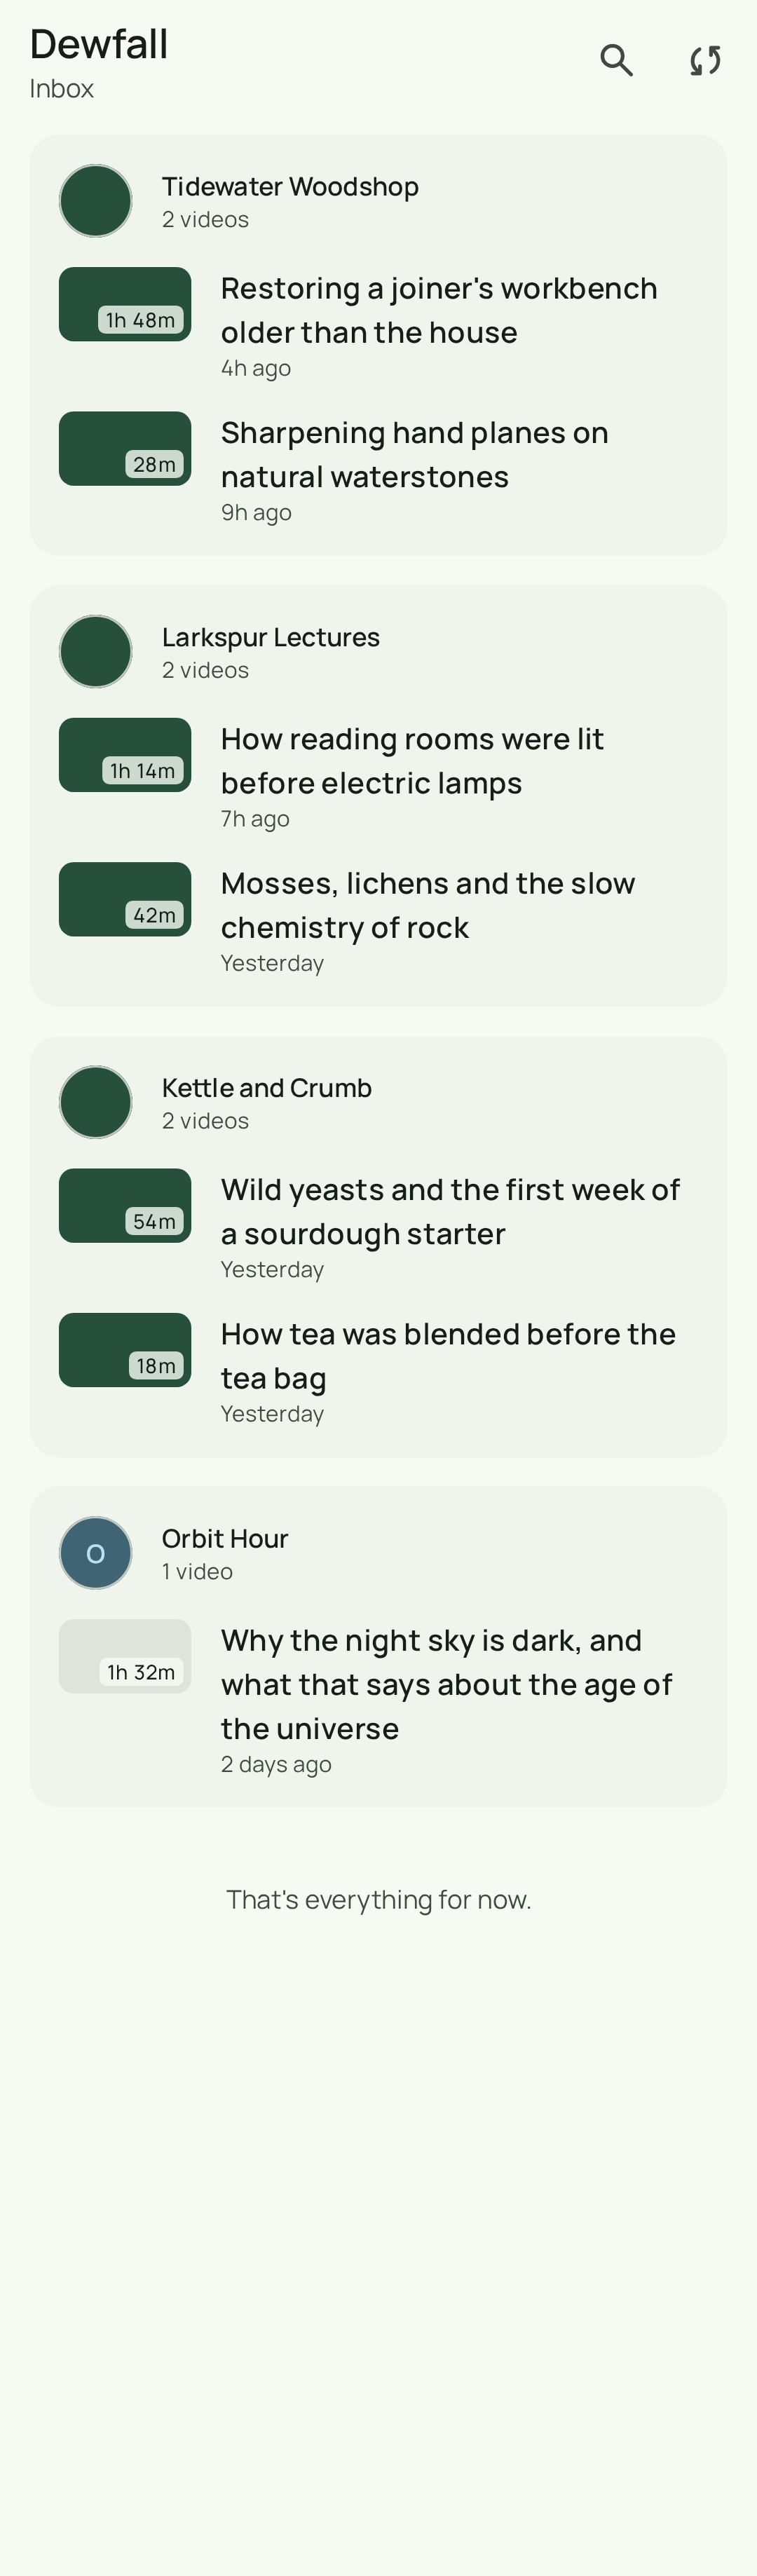 Dewfall
Inbox
Tidewater Woodshop
2 videos
1h 48m
Restoring a joiner's workbench
older than the house
4h ago
28m
Sharpening hand planes on
natural waterstones
9h ago
Larkspur Lectures
2 videos
1h 14m
How reading rooms were lit
before electric lamps
7h ago
42m
Mosses, lichens and the slow
chemistry of rock
Yesterday
Kettle and Crumb
2 videos
54m
Wild yeasts and the first week of
a sourdough starter
Yesterday
18m
How tea was blended before the
tea bag
Yesterday
O
Orbit Hour
1 video
1h 32m
Why the night sky is dark, and
what that says about the age of
the universe
2 days ago
That's everything for now.